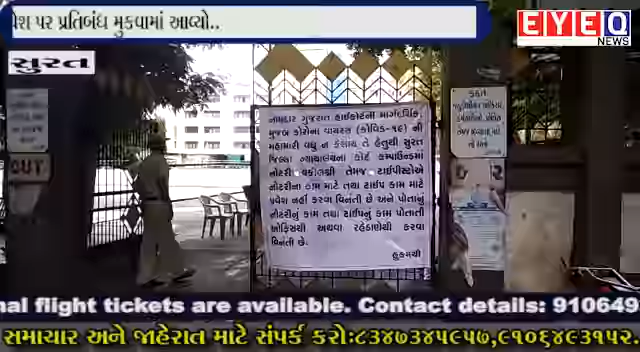 વેશ પર પ્રતિબંધ મુકવામાં આવ્યો..
EYEQ
NEWS
સુરત
નામદાર ગુજરાત હાઈકોર્ટના માર્ગદર્શિકા
મુજબ કોરોના વાયરસ (કોવિડ-૧૯) ની
મહામારી વધુ ન ફેલાય તે હેતુથી સુરત
જિલ્લા ન્યાયાલયના કોર્ટ કમ્પાઉન્ડમાં
નોટરી વકીલશ્રી તેમજ ટાઈપીસ્ટોએ
નોટરીના કામ માટે તથા ટાઈપ કામ માટે
પ્રવેશ નહીં કરવા વિનંતી છે અને પોતાનું
નોટરીનું કામ તથા ટાઈપનું કામ પોતાની
ઓફિસથી અથવા રહેઠાણેથી કરવા
વિનંતી છે.
હુકમથી
OUT
ફક્ત
nal flight tickets are available. Contact details: 910649
સમાચાર અને જાહેરાત માટે સંપર્ક કરોઃ૮૩૪૭૩૪૫૯૫૭,૯૧૦૬૪૯૩૧૫૨.